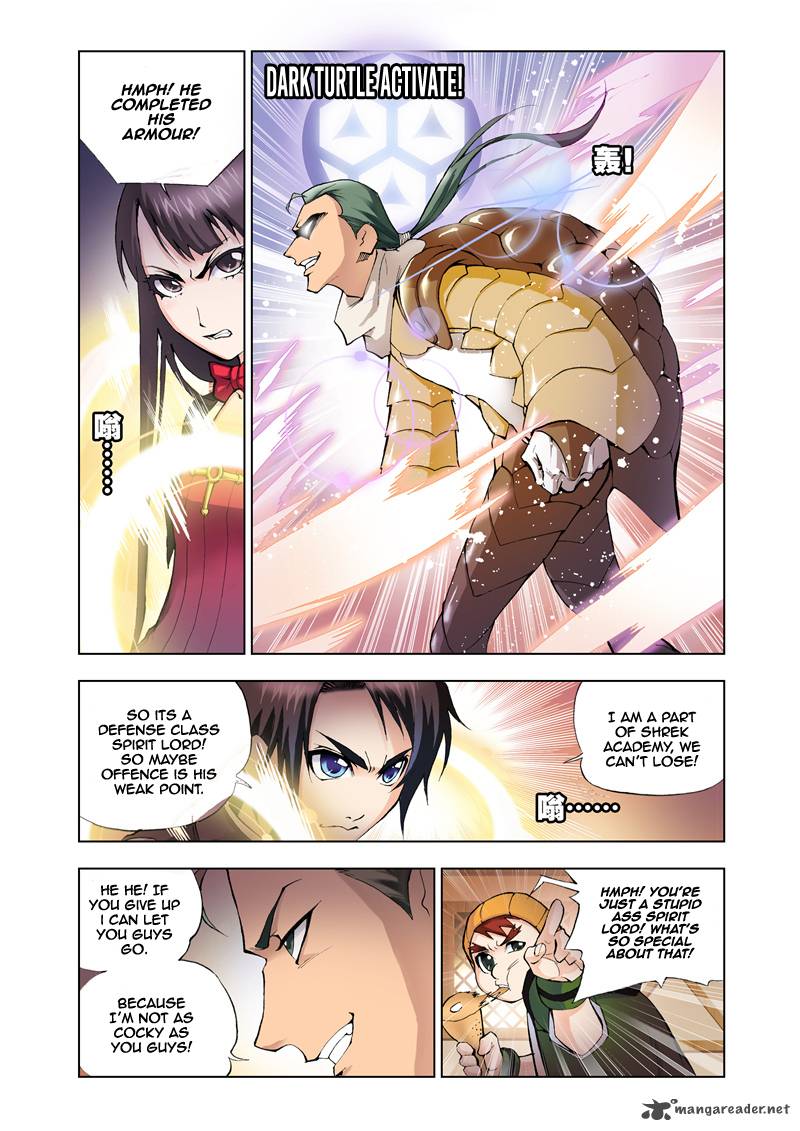 HMPH! HE
COMPLETED
HIS
ARMOUR!
嗡……
DARK TURTLE ACTIVATE!
轰!
SO ITS A
DEFENSE CLASS
SPIRIT LORD!
SO MAYBE
OFFENCE IS HIS
WEAK POINT.
I AM A PART
OF SHREK
ACADEMY, WE
CAN'T LOSE!
嗡……
HE HE! IF
YOU GIVE UP
I CAN LET
YOU GUYS
GO.
BECAUSE
I'M NOT AS
COCKY AS
YOU GUYS!
HMPH! YOU'RE
JUST A STUPID
ASS SPIRIT
LORD! WHAT'S
SO SPECIAL
ABOUT THAT!
mangareader.net